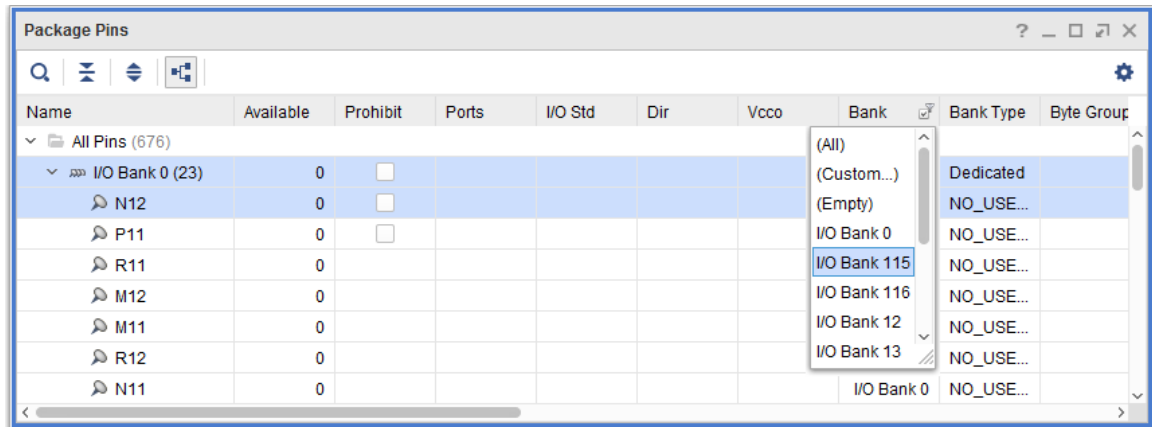 Package Pins
Name Available Prohibit Ports I/O Std Dir Vcco Bank Bank Type Byte Group
All Pins (676)
(All)
I/O Bank 0 (23) 0 (Custom...) Dedicated
N12 0 (Empty) NO_USE...
P11 0 I/O Bank 0 NO_USE...
R11 0 I/O Bank 115 NO_USE...
M12 0 I/O Bank 116 NO_USE...
M11 0 I/O Bank 12 NO_USE...
R12 0 I/O Bank 13 NO_USE...
N11 0 I/O Bank 0 NO_USE...